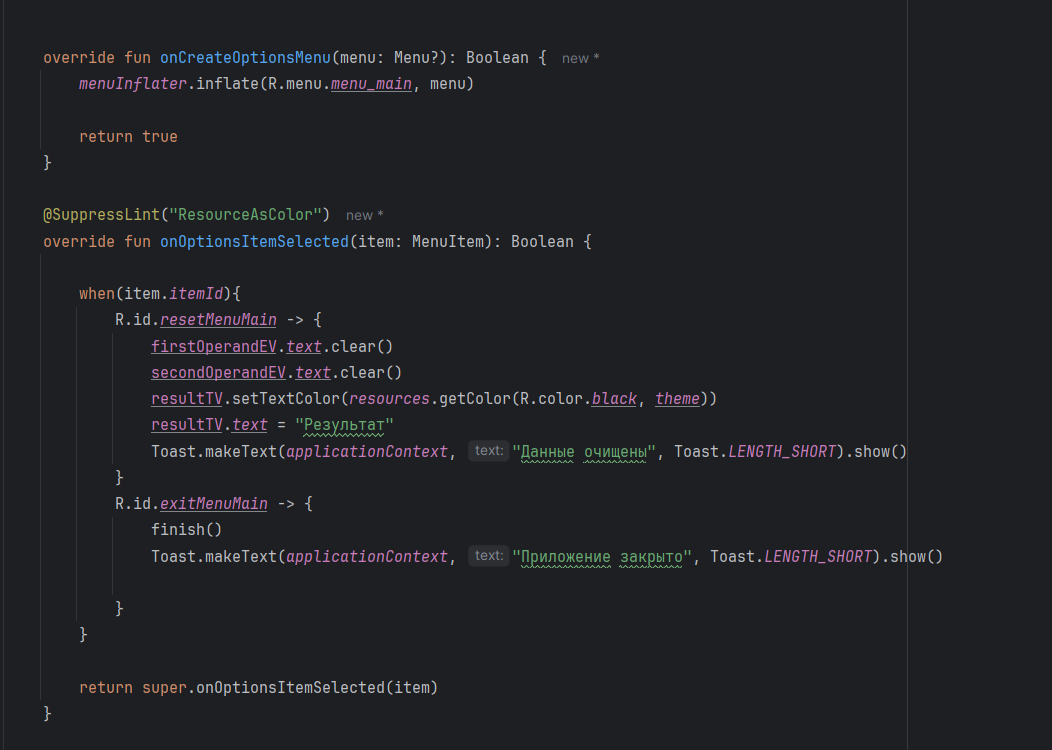 override fun onCreateOptionsMenu(menu: Menu?): Boolean { new *
menuInflater.inflate(R.menu.menu_main, menu)
return true
}
@SuppressLint("ResourceAsColor") new *
override fun onOptionsItemSelected(item: MenuItem): Boolean {
when(item.itemId){
R.id.resetMenuMain -> {
firstOperandEV.text.clear()
secondOperandEV.text.clear()
resultTV.setTextColor(resources.getColor(R.color.black, theme))
resultTV.text = "Результат"
Toast.makeText(applicationContext, text: "Данные очищены", Toast.LENGTH_SHORT).show()
}
R.id.exitMenuMain -> {
finish()
Toast.makeText(applicationContext, text: "Приложение закрыто", Toast.LENGTH_SHORT).show()
}
}
return super.onOptionsItemSelected(item)
}